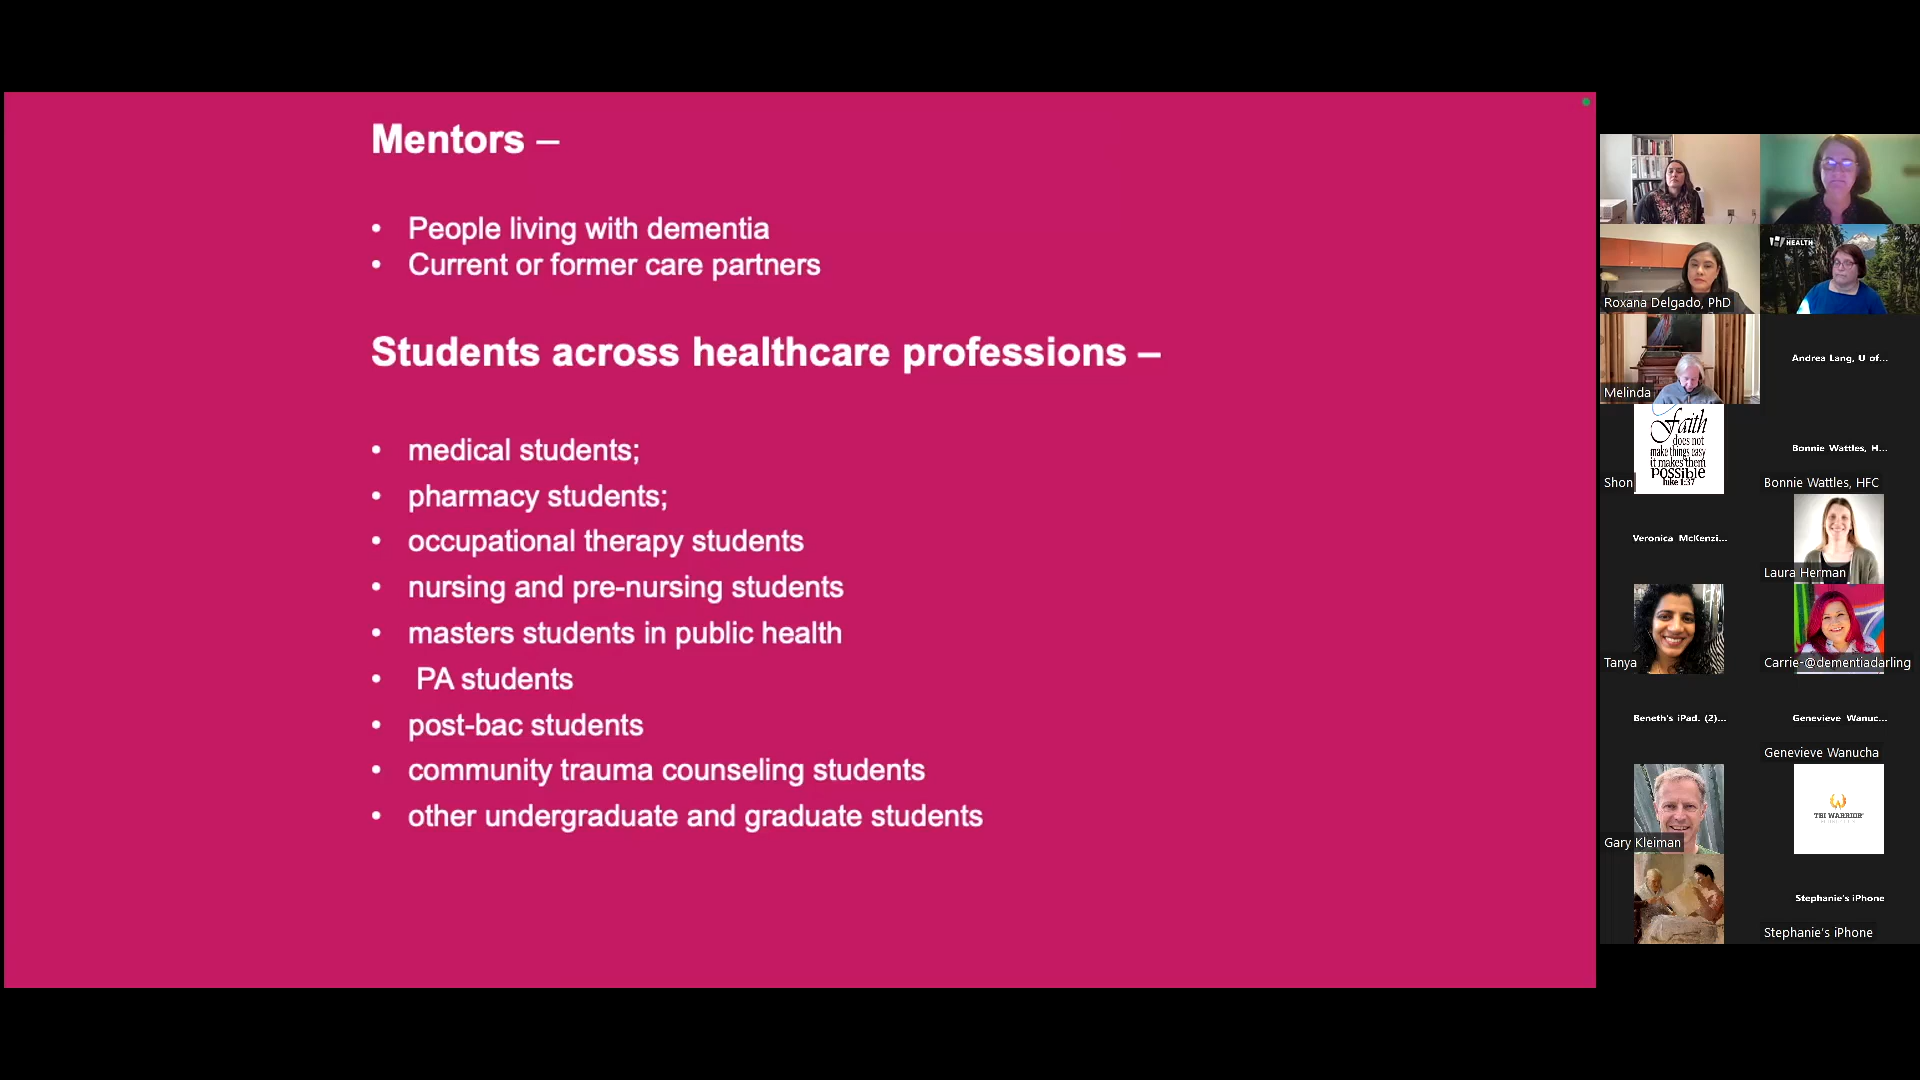 Mentors –
• People living with dementia
• Current or former care partners
Students across healthcare professions –
• medical students;
• pharmacy students;
• occupational therapy students
• nursing and pre-nursing students
• masters students in public health
• PA students
• post-bac students
• community trauma counseling students
• other undergraduate and graduate students
HEALTH
Roxana Delgado, PhD
Melinda
Andrea Lang, U of...
Faith
does not
make things easy
it makes them
possible
luke 1:37
Shon
Bonnie Wattles, H...
Bonnie Wattles, HFC
Veronica McKenzi...
Laura Herman
Tanya
Carrie-@dementiadarling
Beneth's iPad. (2)...
Genevieve Wanuc...
Genevieve Wanucha
Gary Kleiman
TBI WARRIOR
Stephanie's iPhone
Stephanie's iPhone